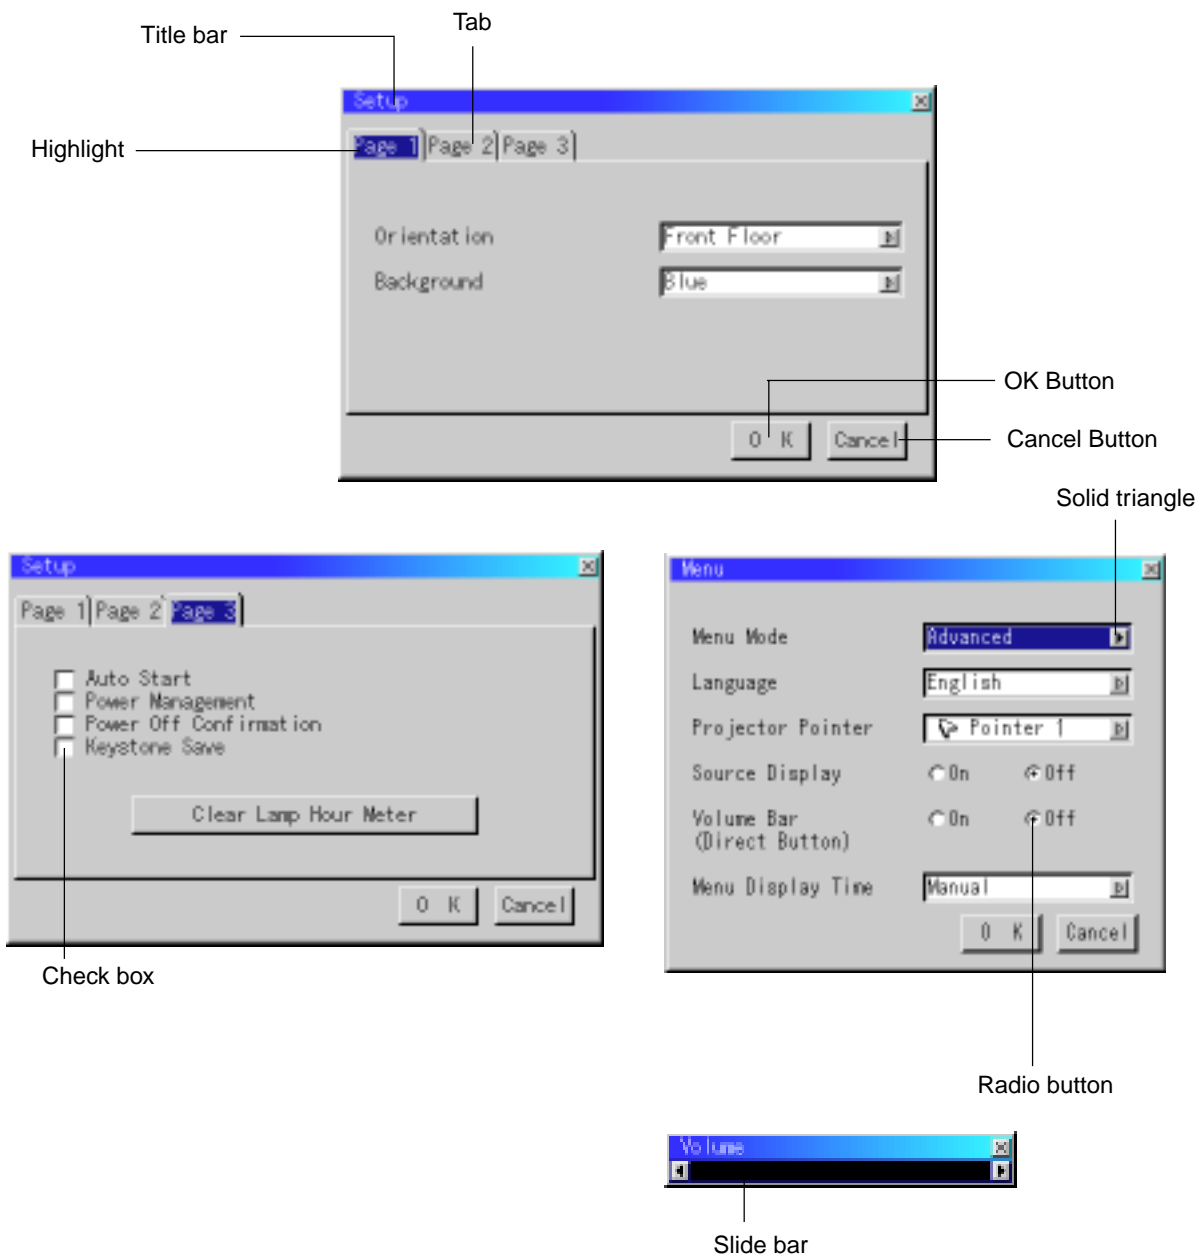 Tab
Title bar
Setup
Highlight
Page 1 Page 2 Page 3
Orientation Front Floor
Background Blue
OK Button
O K Cancel
Cancel Button
Solid triangle
Setup
Page 1 Page 2 Page 3
Auto Start
Power Management
Power Off Confirmation
Keystone Save
Clear Lamp Hour Meter
O K Cancel
Check box
Menu
Menu Mode Advanced
Language English
Projector Pointer Pointer 1
Source Display On Off
Volume Bar On Off
(Direct Button)
Menu Display Time Manual
O K Cancel
Radio button
Volume
Slide bar